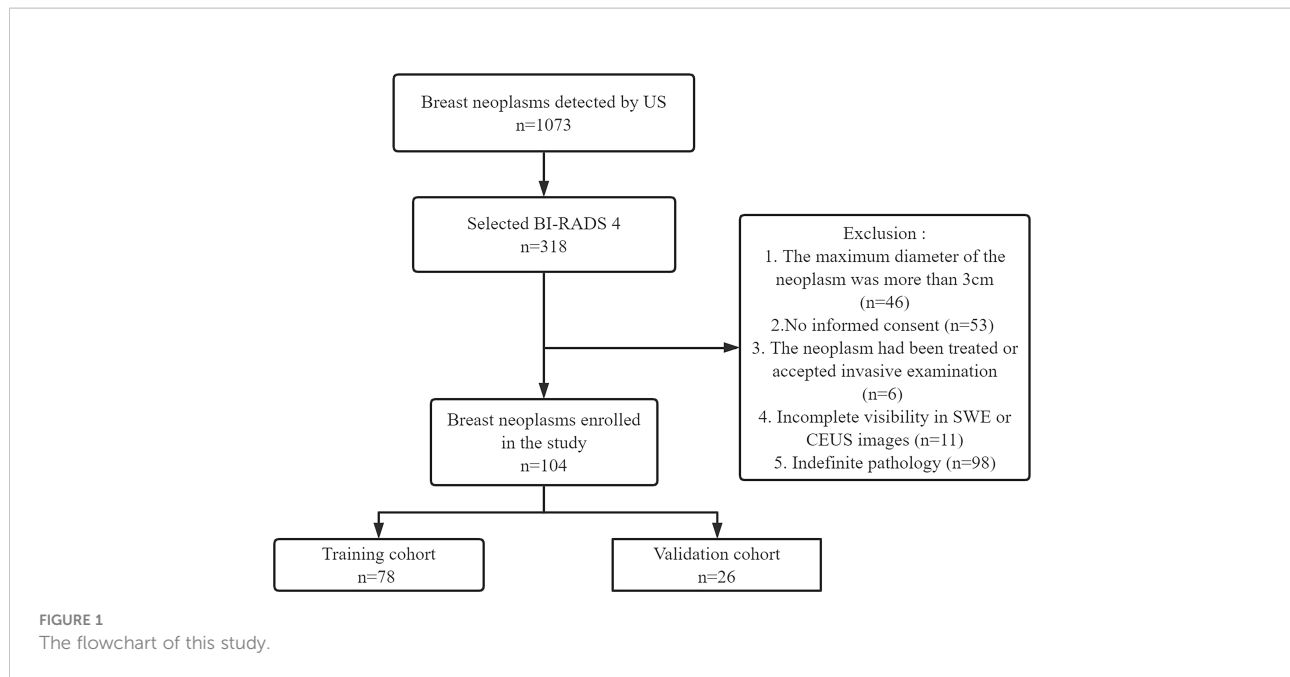 Breast neoplasms detected by US
n=1073
Selected BI-RADS 4
n=318
Exclusion :
1. The maximum diameter of the
neoplasm was more than 3cm
(n=46)
2.No informed consent (n=53)
3. The neoplasm had been treated or
accepted invasive examination
(n=6)
4. Incomplete visibility in SWE or
CEUS images (n=11)
5. Indefinite pathology (n=98)
Breast neoplasms enrolled
in the study
n=104
Training cohort
n=78
Validation cohort
n=26
FIGURE 1
The flowchart of this study.